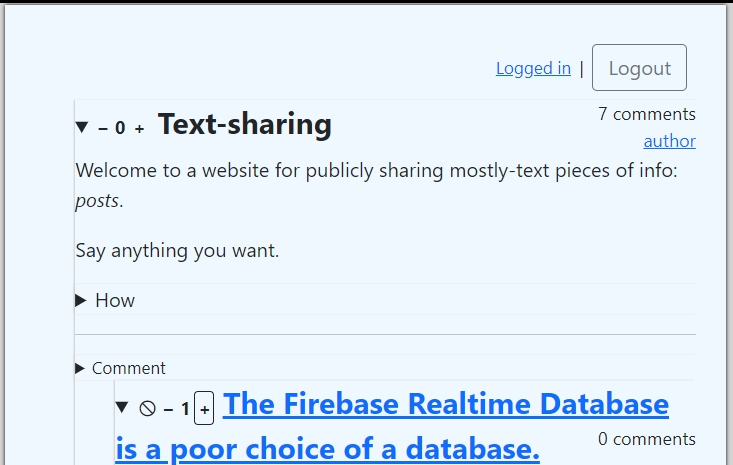 Logged in | Logout
▼ – 0 + Text-sharing 7 comments
author
Welcome to a website for publicly sharing mostly-text pieces of info:
posts.
Say anything you want.
▶ How
▶ Comment
▼ 🛇 – 1 + The Firebase Realtime Database
is a poor choice of a database. 0 comments